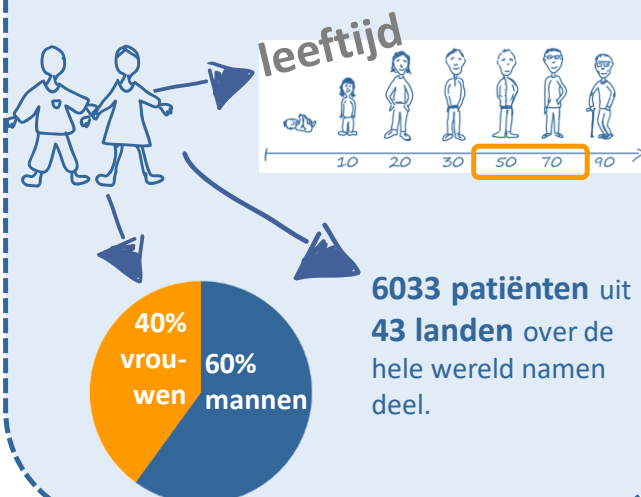 leeftijd
10 20 30 50 70 90
6033 patiënten uit
43 landen over de
hele wereld namen
deel.
40%
vrou-
wen
60%
mannen